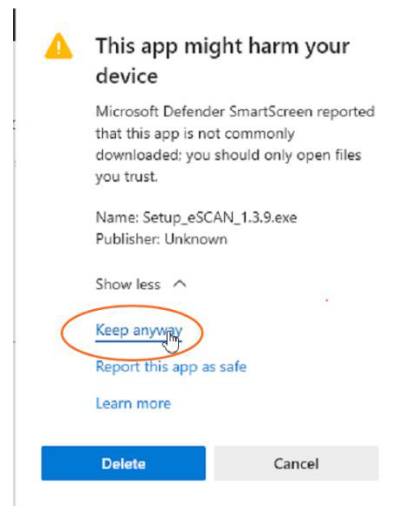 This app might harm your
device
Microsoft Defender SmartScreen reported
that this app is not commonly
downloaded; you should only open files
you trust.
Name: Setup_eSCAN_1.3.9.exe
Publisher: Unknown
Show less
Keep anyway
Report this app as safe
Learn more
Delete
Cancel